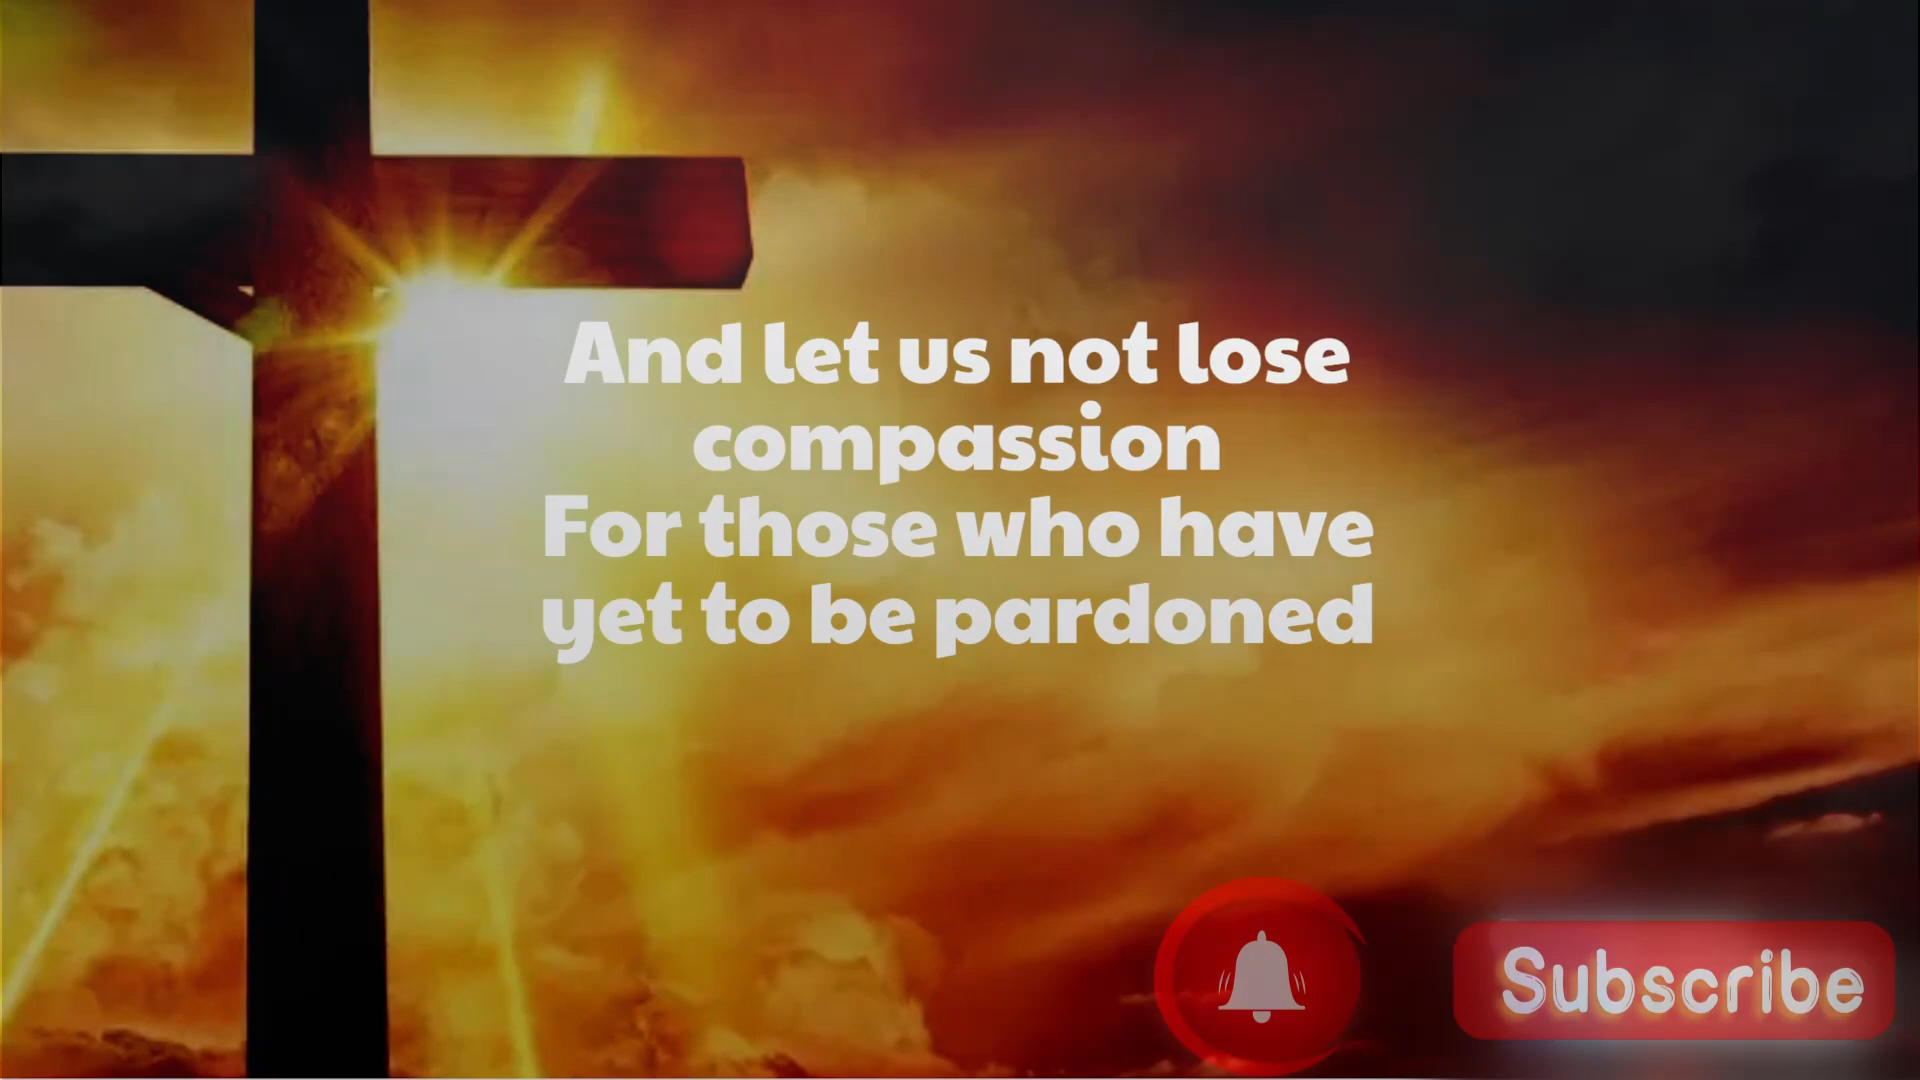 And let us not lose
compassion
For those who have
yet to be pardoned
Subscribe